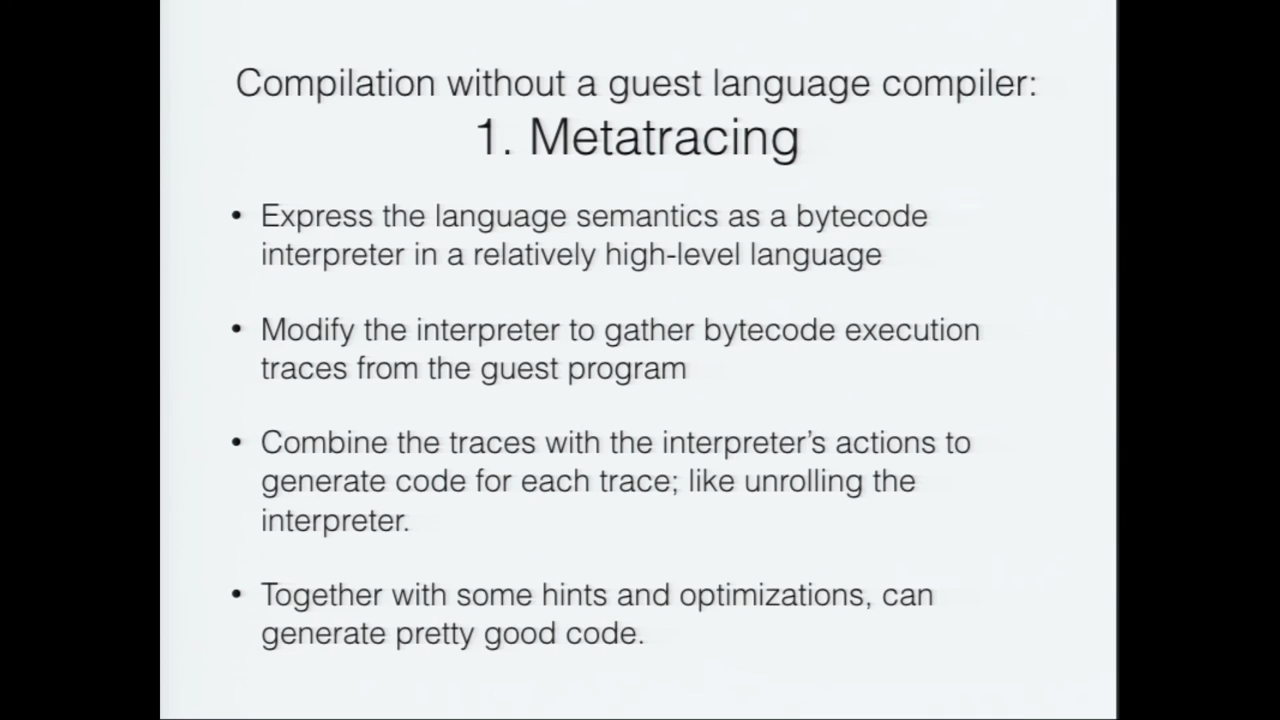 Compilation without a guest language compiler:
1. Metatracing
• Express the language semantics as a bytecode
interpreter in a relatively high-level language
• Modify the interpreter to gather bytecode execution
traces from the guest program
• Combine the traces with the interpreter’s actions to
generate code for each trace; like unrolling the
interpreter.
• Together with some hints and optimizations, can
generate pretty good code.